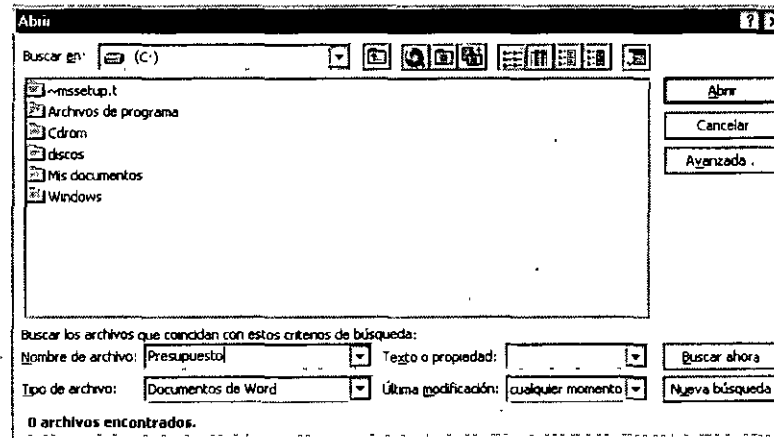 Abrir
Buscar en: (C:)
~mssetup.t
Archivos de programa
Cdrom
discos
Mis documentos
Windows
Abrir
Cancelar
Avanzada .
Buscar los archivos que coincidan con estos criterios de búsqueda:
Nombre de archivo: Presupuesto Texto o propiedad: Buscar ahora
Tipo de archivo: Documentos de Word Última modificación: cualquier momento Nueva búsqueda
0 archivos encontrados.